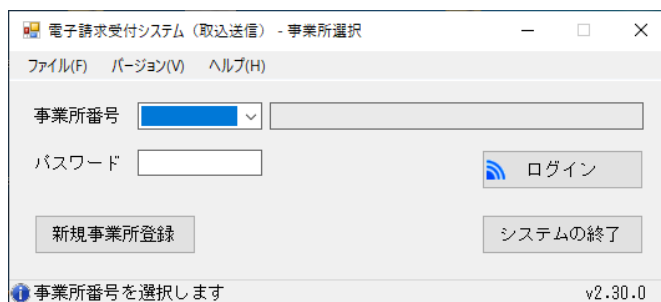 電子請求受付システム（取込送信） - 事業所選択
ファイル(F) バージョン(V) ヘルプ(H)
事業所番号
パスワード
ログイン
新規事業所登録 システムの終了
事業所番号を選択します v2.30.0